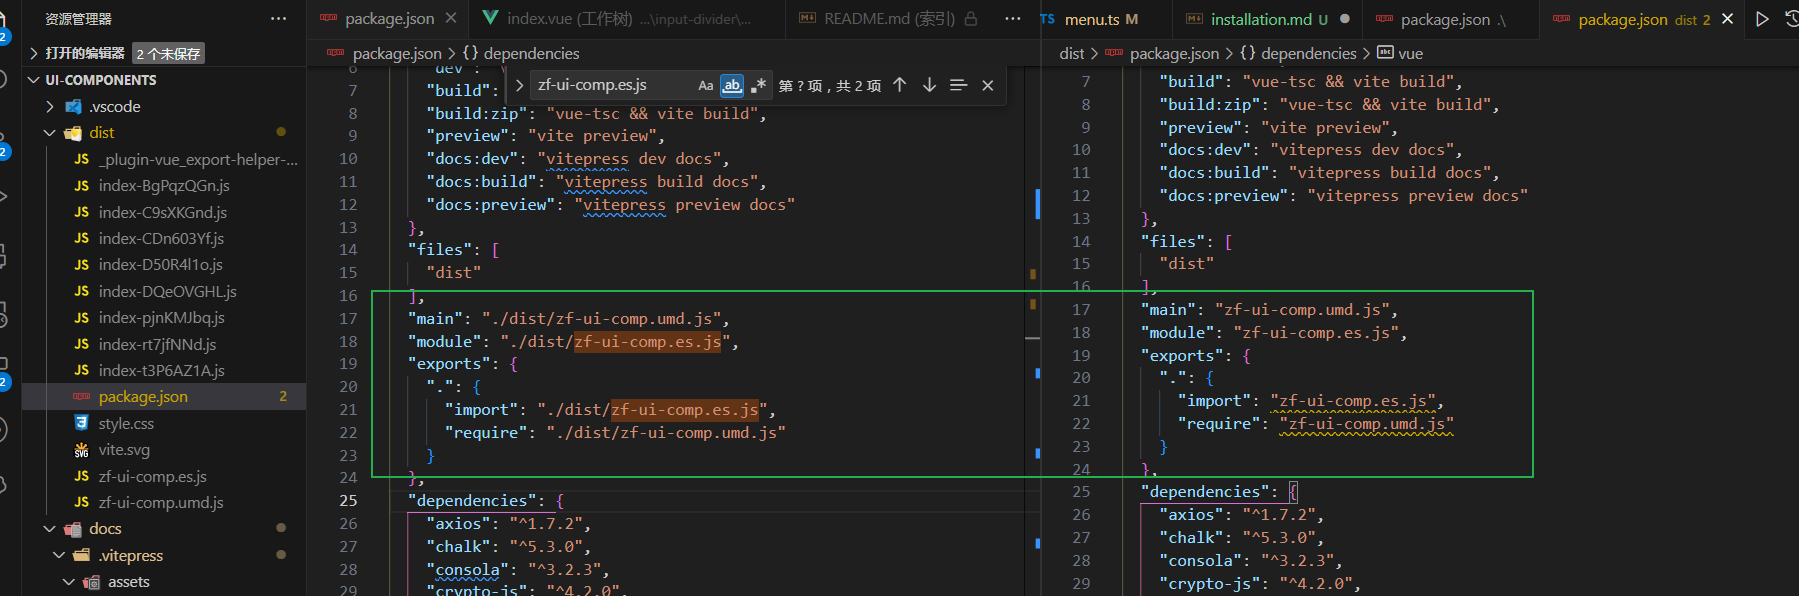 资源管理器
打开的编辑器 2 个未保存
UI-COMPONENTS
.vscode
dist
_plugin-vue_export-helper-...
index-BgPqzQGn.js
index-C9sXKGnd.js
index-CDn603Yf.js
index-D50R4l1o.js
index-DQeOVGHL.js
index-pjnKMJbq.js
index-rt7jfNNd.js
index-t3P6AZ1A.js
package.json 2
style.css
vite.svg
zf-ui-comp.es.js
zf-ui-comp.umd.js
docs
.vitepress
assets
package.json
index.vue (工作树) ...\input-divider\...
README.md (索引)
package.json > {} dependencies
zf-ui-comp.es.js Aa ab 第 ? 项，共 2 项
7 "build":
8 "build:zip": "vue-tsc && vite build",
9 "preview": "vite preview",
10 "docs:dev": "vitepress dev docs",
11 "docs:build": "vitepress build docs",
12 "docs:preview": "vitepress preview docs"
13 },
14 "files": [
15 "dist"
16 ],
17 "main": "./dist/zf-ui-comp.umd.js",
18 "module": "./dist/zf-ui-comp.es.js",
19 "exports": {
20 ".": {
21 "import": "./dist/zf-ui-comp.es.js",
22 "require": "./dist/zf-ui-comp.umd.js"
23 }
24 },
25 "dependencies": {
26 "axios": "^1.7.2",
27 "chalk": "^5.3.0",
28 "consola": "^3.2.3",
29 "crypto-js": "^4.2.0",
TS menu.ts M
installation.md U
package.json .\
package.json dist 2
dist > package.json > {} dependencies > abc vue
7 "build": "vue-tsc && vite build",
8 "build:zip": "vue-tsc && vite build",
9 "preview": "vite preview",
10 "docs:dev": "vitepress dev docs",
11 "docs:build": "vitepress build docs",
12 "docs:preview": "vitepress preview docs"
13 },
14 "files": [
15 "dist"
16 ],
17 "main": "zf-ui-comp.umd.js",
18 "module": "zf-ui-comp.es.js",
19 "exports": {
20 ".": {
21 "import": "zf-ui-comp.es.js",
22 "require": "zf-ui-comp.umd.js"
23 }
24 },
25 "dependencies": {
26 "axios": "^1.7.2",
27 "chalk": "^5.3.0",
28 "consola": "^3.2.3",
29 "crypto-js": "^4.2.0",